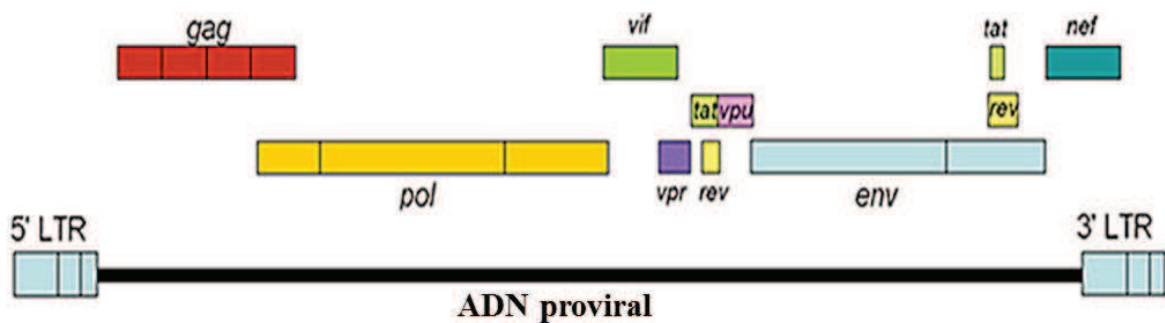 gag
vif
tat
nef
tat
vpu
rev
pol
vpr
rev
env
5' LTR
3' LTR
ADN proviral